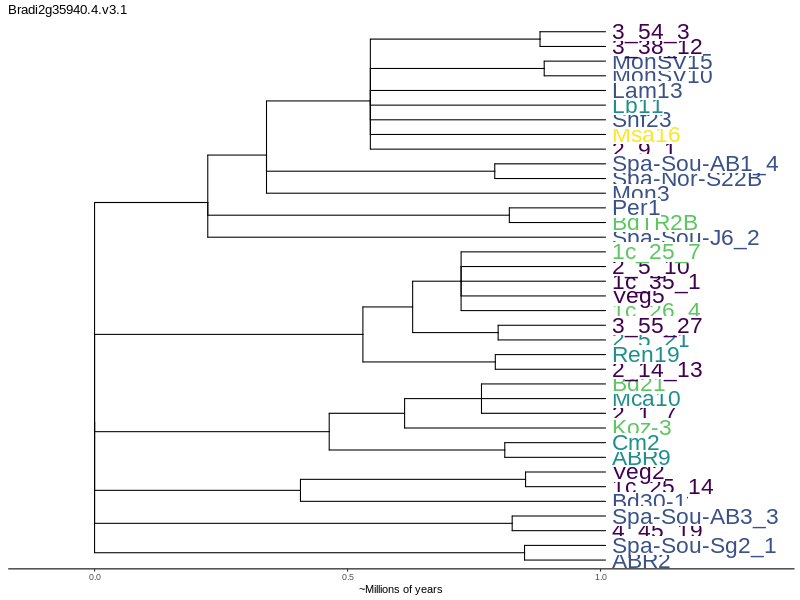 Bradi2g35940.4.v3.1
3_54_3
3_38_12
MonSV15
MonSV10
Lam13
Lb11
Snf23
Msa16
2_9_1
Spa-Sou-AB1_4
Spa-Nor-S22B
Mon3
Per1
BdTR2B
Spa-Sou-J6_2
1c_25_7
2_5_10
1c_35_1
Veg5
1c_26_4
3_55_27
2_5_21
Ren19
2_14_13
Bd21
Mca10
2_1_7
Koz-3
Cm2
ABR9
Veg2
1c_25_14
Bd30-1
Spa-Sou-AB3_3
4_45_19
Spa-Sou-Sg2_1
ABR2
0.0 0.5 1.0
~Millions of years